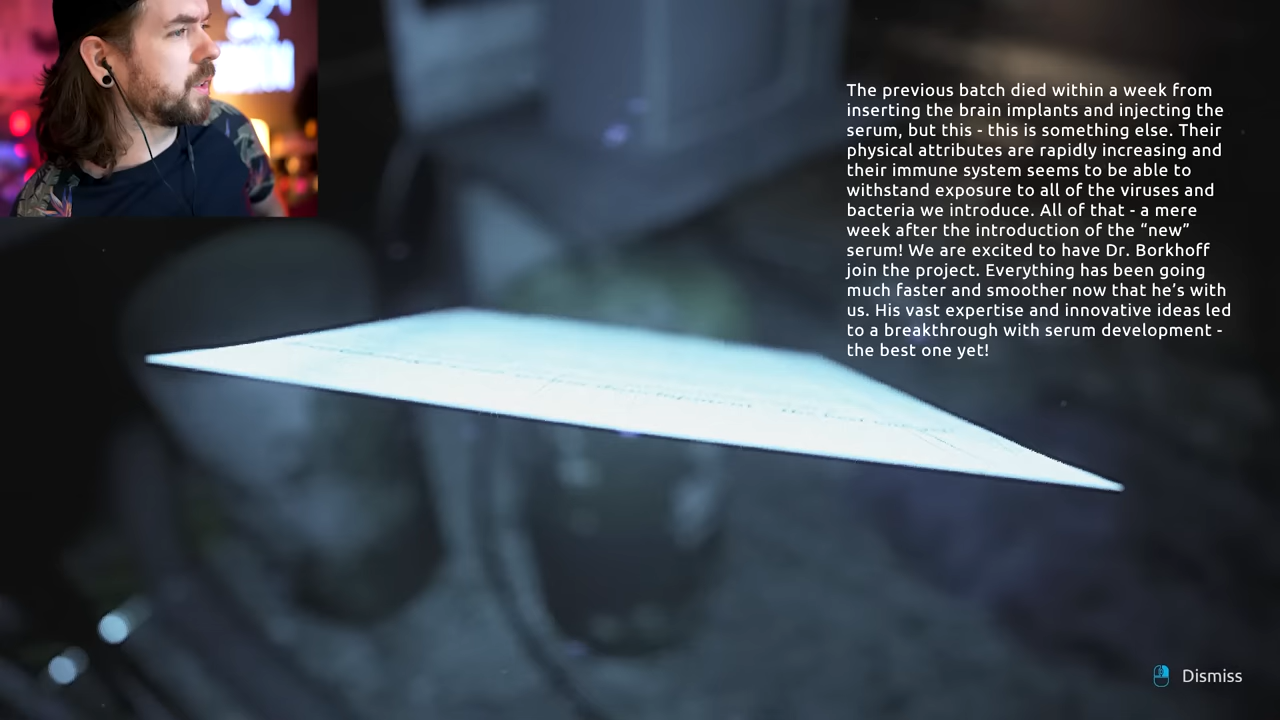 The previous batch died within a week from
inserting the brain implants and injecting the
serum, but this - this is something else. Their
physical attributes are rapidly increasing and
their immune system seems to be able to
withstand exposure to all of the viruses and
bacteria we introduce. All of that - a mere
week after the introduction of the “new”
serum! We are excited to have Dr. Borkhoff
join the project. Everything has been going
much faster and smoother now that he’s with
us. His vast expertise and innovative ideas led
to a breakthrough with serum development -
the best one yet!
Dismiss